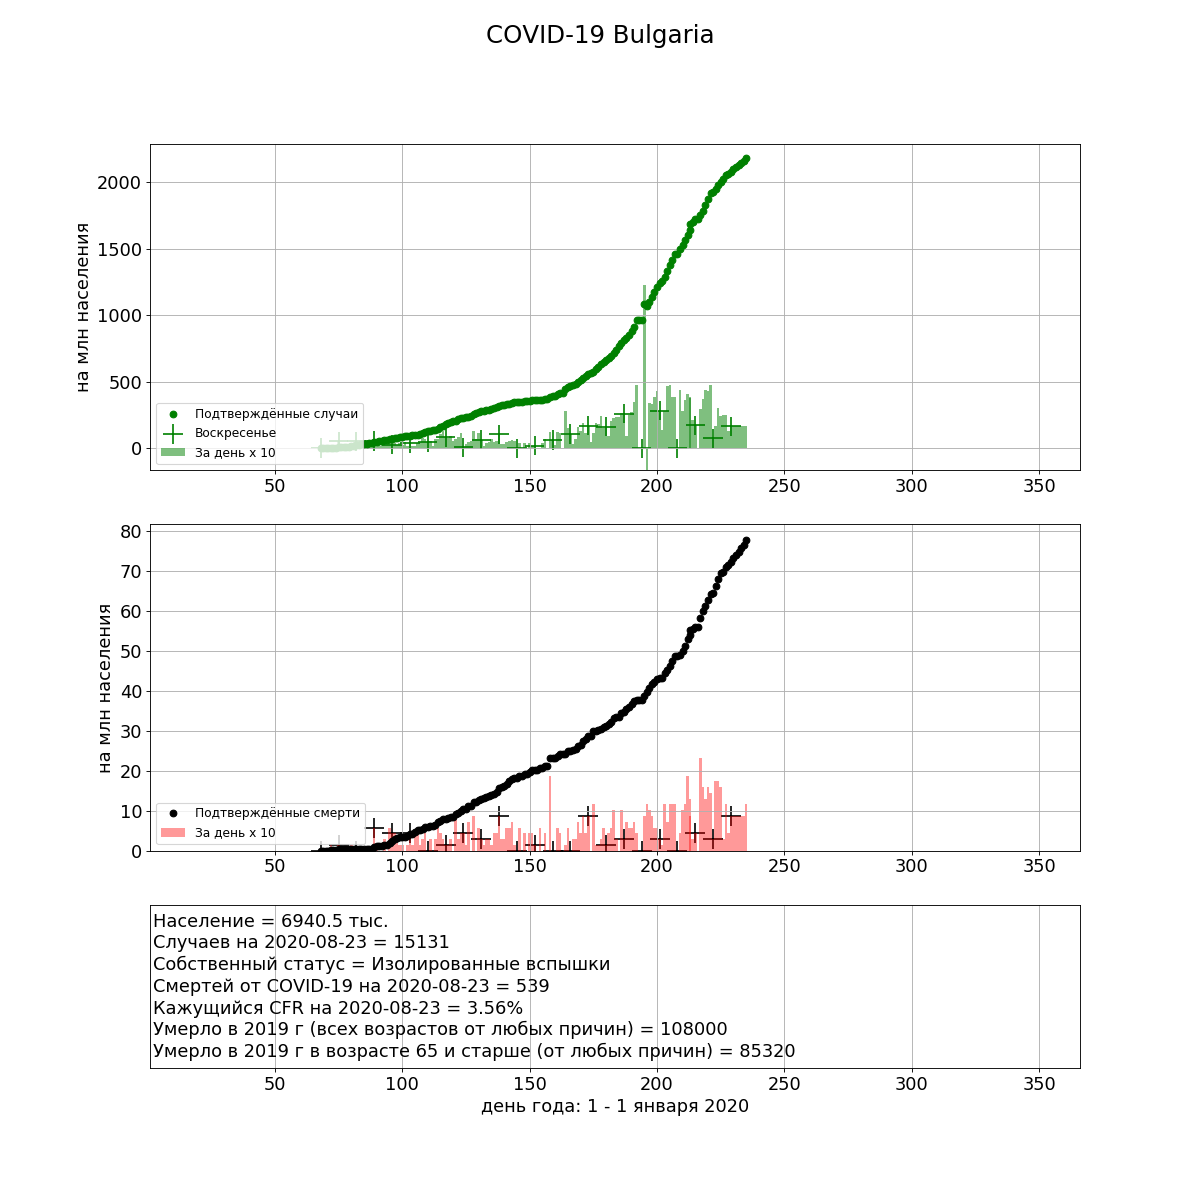 COVID-19 Bulgaria
на млн населения
2000
1500
1000
500
0
Подтверждённые случаи
Воскресенье
За день x 10
50 100 150 200 250 300 350
на млн населения
80
70
60
50
40
30
20
10
0
Подтверждённые смерти
За день x 10
50 100 150 200 250 300 350
Население = 6940.5 тыс.
Случаев на 2020-08-23 = 15131
Собственный статус = Изолированные вспышки
Смертей от COVID-19 на 2020-08-23 = 539
Кажущийся CFR на 2020-08-23 = 3.56%
Умерло в 2019 г (всех возрастов от любых причин) = 108000
Умерло в 2019 г в возрасте 65 и старше (от любых причин) = 85320
50 100 150 200 250 300 350
день года: 1 - 1 января 2020